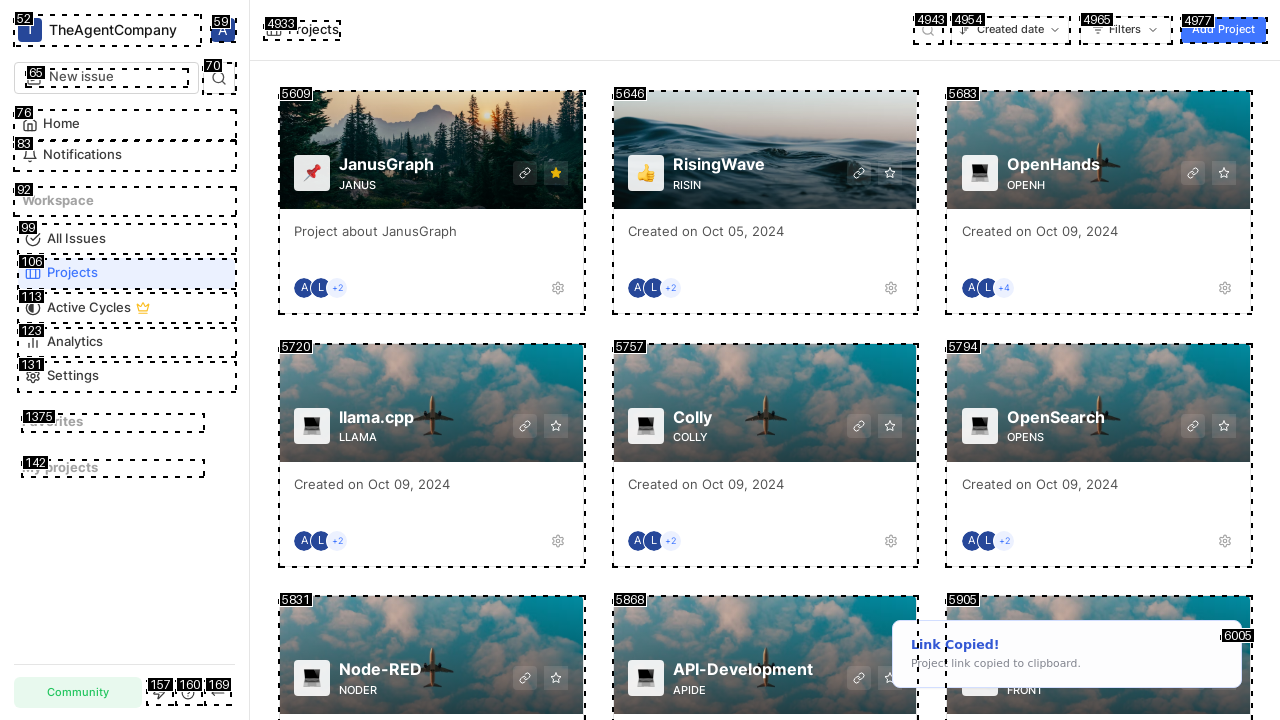 52
T
TheAgentCompany
59
A
65
New issue
70
76
Home
83
Notifications
92
Workspace
99
All Issues
106
Projects
113
Active Cycles
123
Analytics
131
Settings
1375
Favorites
142
My projects
Community
157
160
169
4933
Projects
4943
4954
Created date
4965
Filters
4977
Add Project
5609
JanusGraph
JANUS
Project about JanusGraph
A L +2
5646
RisingWave
RISIN
Created on Oct 05, 2024
A L +2
5683
OpenHands
OPENH
Created on Oct 09, 2024
A L +4
5720
llama.cpp
LLAMA
Created on Oct 09, 2024
A L +2
5757
Colly
COLLY
Created on Oct 09, 2024
A L +2
5794
OpenSearch
OPENS
Created on Oct 09, 2024
A L +2
5831
Node-RED
NODER
5868
API-Development
APIDE
5905
FRONT
6005
Link Copied!
Project link copied to clipboard.